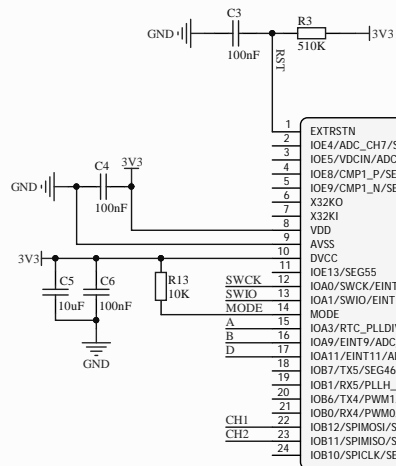 C3
R3
GND
3V3
100nF
510K
RST
1 EXTRSTN
2 IOE4/ADC_CH7/S
3 IOE5/VDCIN/ADC
4 IOE8/CMP1_P/SE
5 IOE9/CMP1_N/SE
6 X32KO
7 X32KI
8 VDD
9 AVSS
10 DVCC
11 IOE13/SEG55
12 IOA0/SWCK/EINT
13 IOA1/SWIO/EINT
14 MODE
15 IOA3/RTC_PLLDIV
16 IOA9/EINT9/ADC
17 IOA11/EINT11/A
18 IOB7/TX5/SEG46
19 IOB1/RX5/PLLH_
20 IOB6/TX4/PWM1
21 IOB0/RX4/PWM0
22 IOB12/SPIMOSI/S
23 IOB11/SPIMISO/S
24 IOB10/SPICLK/SE
C4
3V3
GND
100nF
3V3
C5
C6
R13
10uF
100nF
10K
GND
SWCK
SWIO
MODE
A
B
D
CH1
CH2